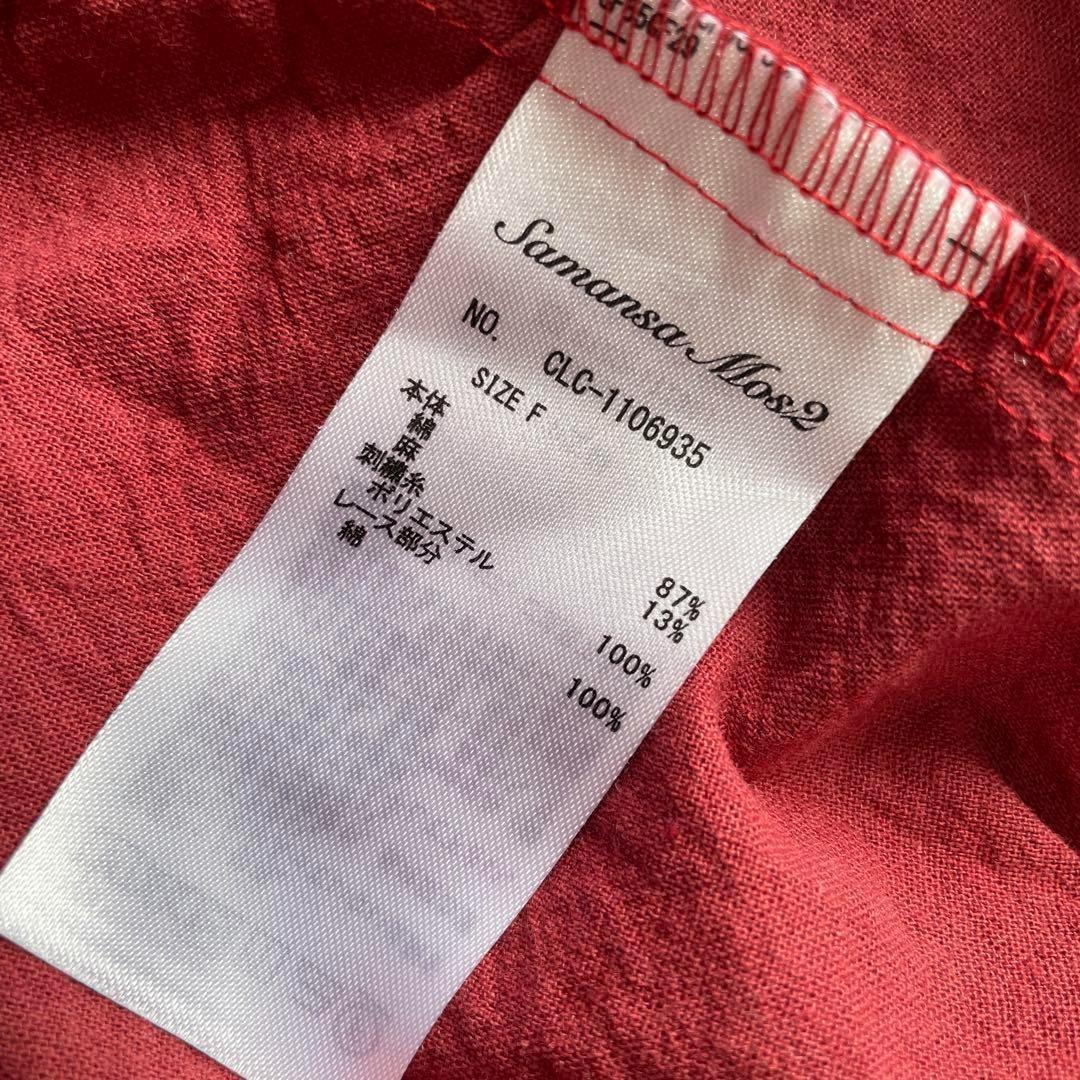 Samansa Mos2
NO. CLC-1106935
SIZE F
本体
綿 87%
麻 13%
刺繍糸
ポリエステル 100%
レース部分
綿 100%